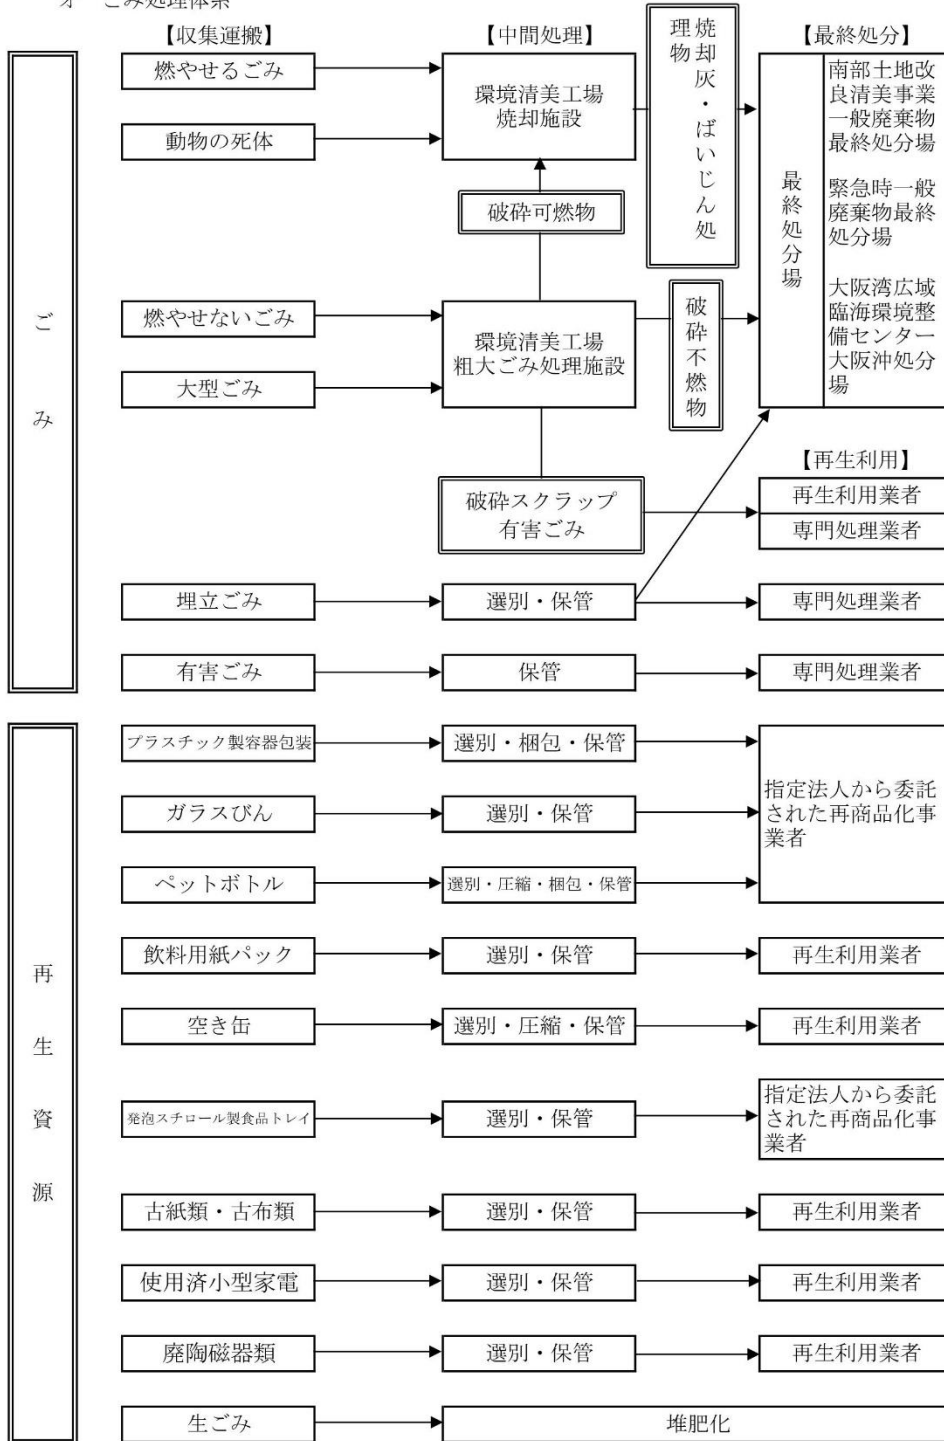 オ　ごみ処理体系
【収集運搬】
【中間処理】
【最終処分】
ごみ
燃やせるごみ
動物の死体
環境清美工場
焼却施設
焼却灰・ばいじん処
理物
破砕可燃物
最終処分場
南部土地改
良清美事業
一般廃棄物
最終処分場
緊急時一般
廃棄物最終
処分場
大阪湾広域
臨海環境整
備センター
大阪沖処分
場
燃やせないごみ
大型ごみ
環境清美工場
粗大ごみ処理施設
破砕不燃物
【再生利用】
破砕スクラップ
有害ごみ
再生利用業者
専門処理業者
埋立ごみ
選別・保管
専門処理業者
有害ごみ
保管
専門処理業者
再生資源
プラスチック製容器包装
選別・梱包・保管
ガラスびん
選別・保管
指定法人から委託
された再商品化事
業者
ペットボトル
選別・圧縮・梱包・保管
飲料用紙パック
選別・保管
再生利用業者
空き缶
選別・圧縮・保管
再生利用業者
発泡スチロール製食品トレイ
選別・保管
指定法人から委託
された再商品化事
業者
古紙類・古布類
選別・保管
再生利用業者
使用済小型家電
選別・保管
再生利用業者
廃陶磁器類
選別・保管
再生利用業者
生ごみ
堆肥化